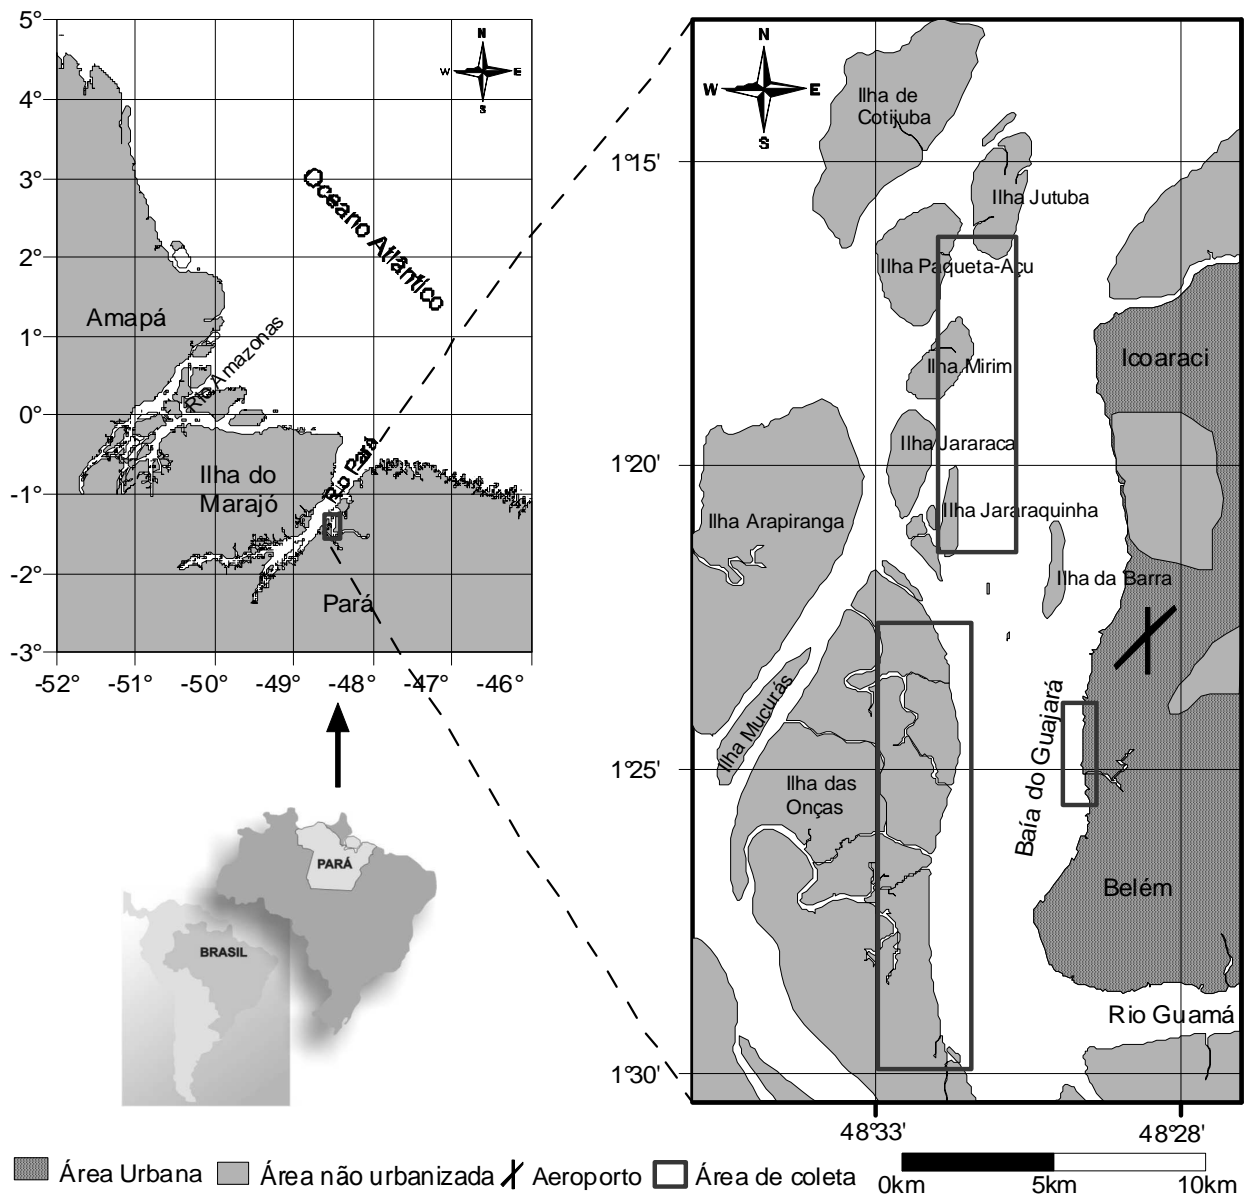 5°
4°
3°
2°
1°
0°
-1°
-2°
-3°
-52°
-51°
-50°
-49°
-48°
-47°
-46°
N
W
E
S
Oceano Atlântico
Amapá
Rio Amazonas
Ilha do
Marajó
Rio Pará
Pará
PARÁ
BRASIL
N
W
E
S
1°15'
1°20'
1°25'
1°30'
48°33'
48°28'
Ilha de
Cotijuba
Ilha Jutuba
Ilha Paqueta-Açu
Icoaraci
Ilha Mirim
Ilha Jararaca
Ilha Arapiranga
Ilha Jararaquinha
Ilha da Barra
Ilha Mucurás
Baía do Guajará
Ilha das
Onças
Belém
Rio Guamá
Área Urbana
Área não urbanizada
Aeroporto
Área de coleta
0km
5km
10km